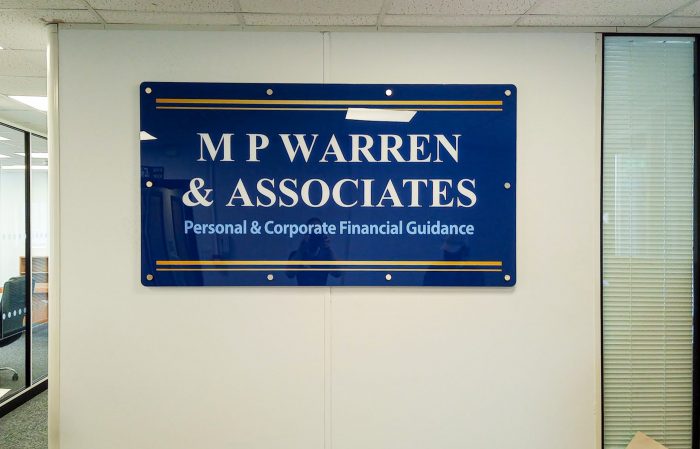 M P WARREN
& ASSOCIATES
Personal & Corporate Financial Guidance